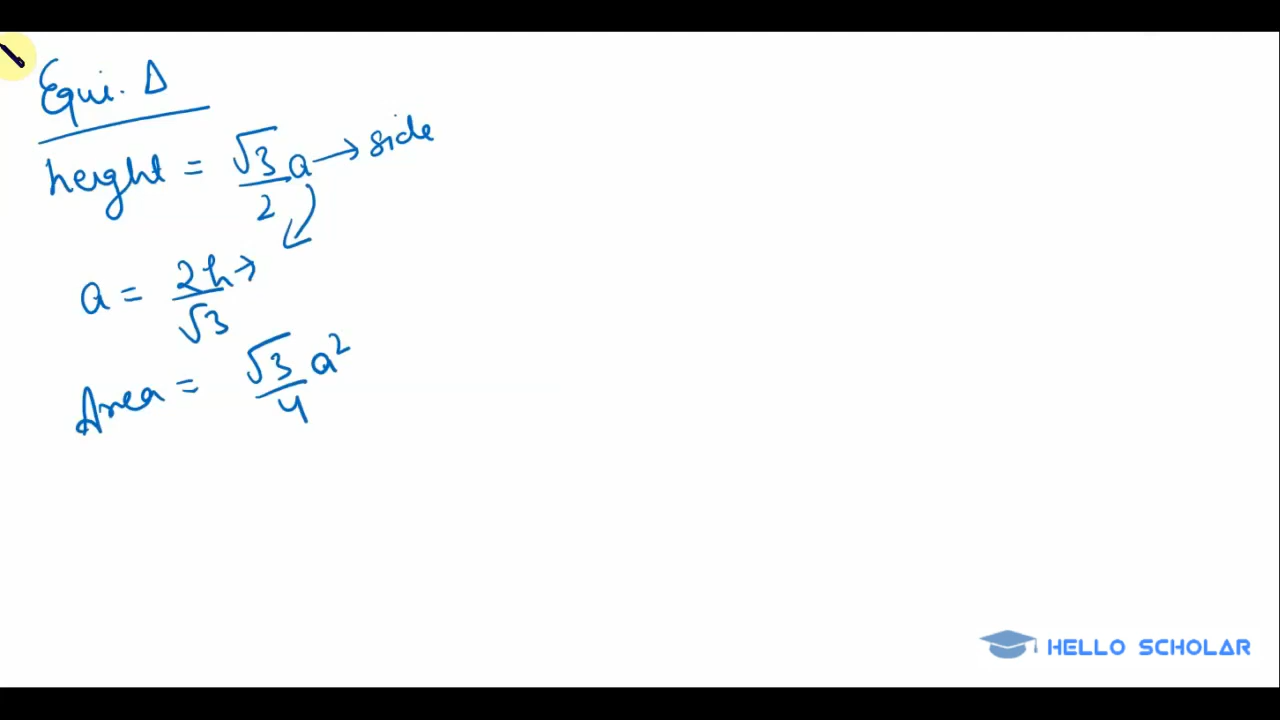 Equi. Δ
height = √3/2 a → side
a = 2h/√3 →
Area = √3/4 a²
HELLO SCHOLAR